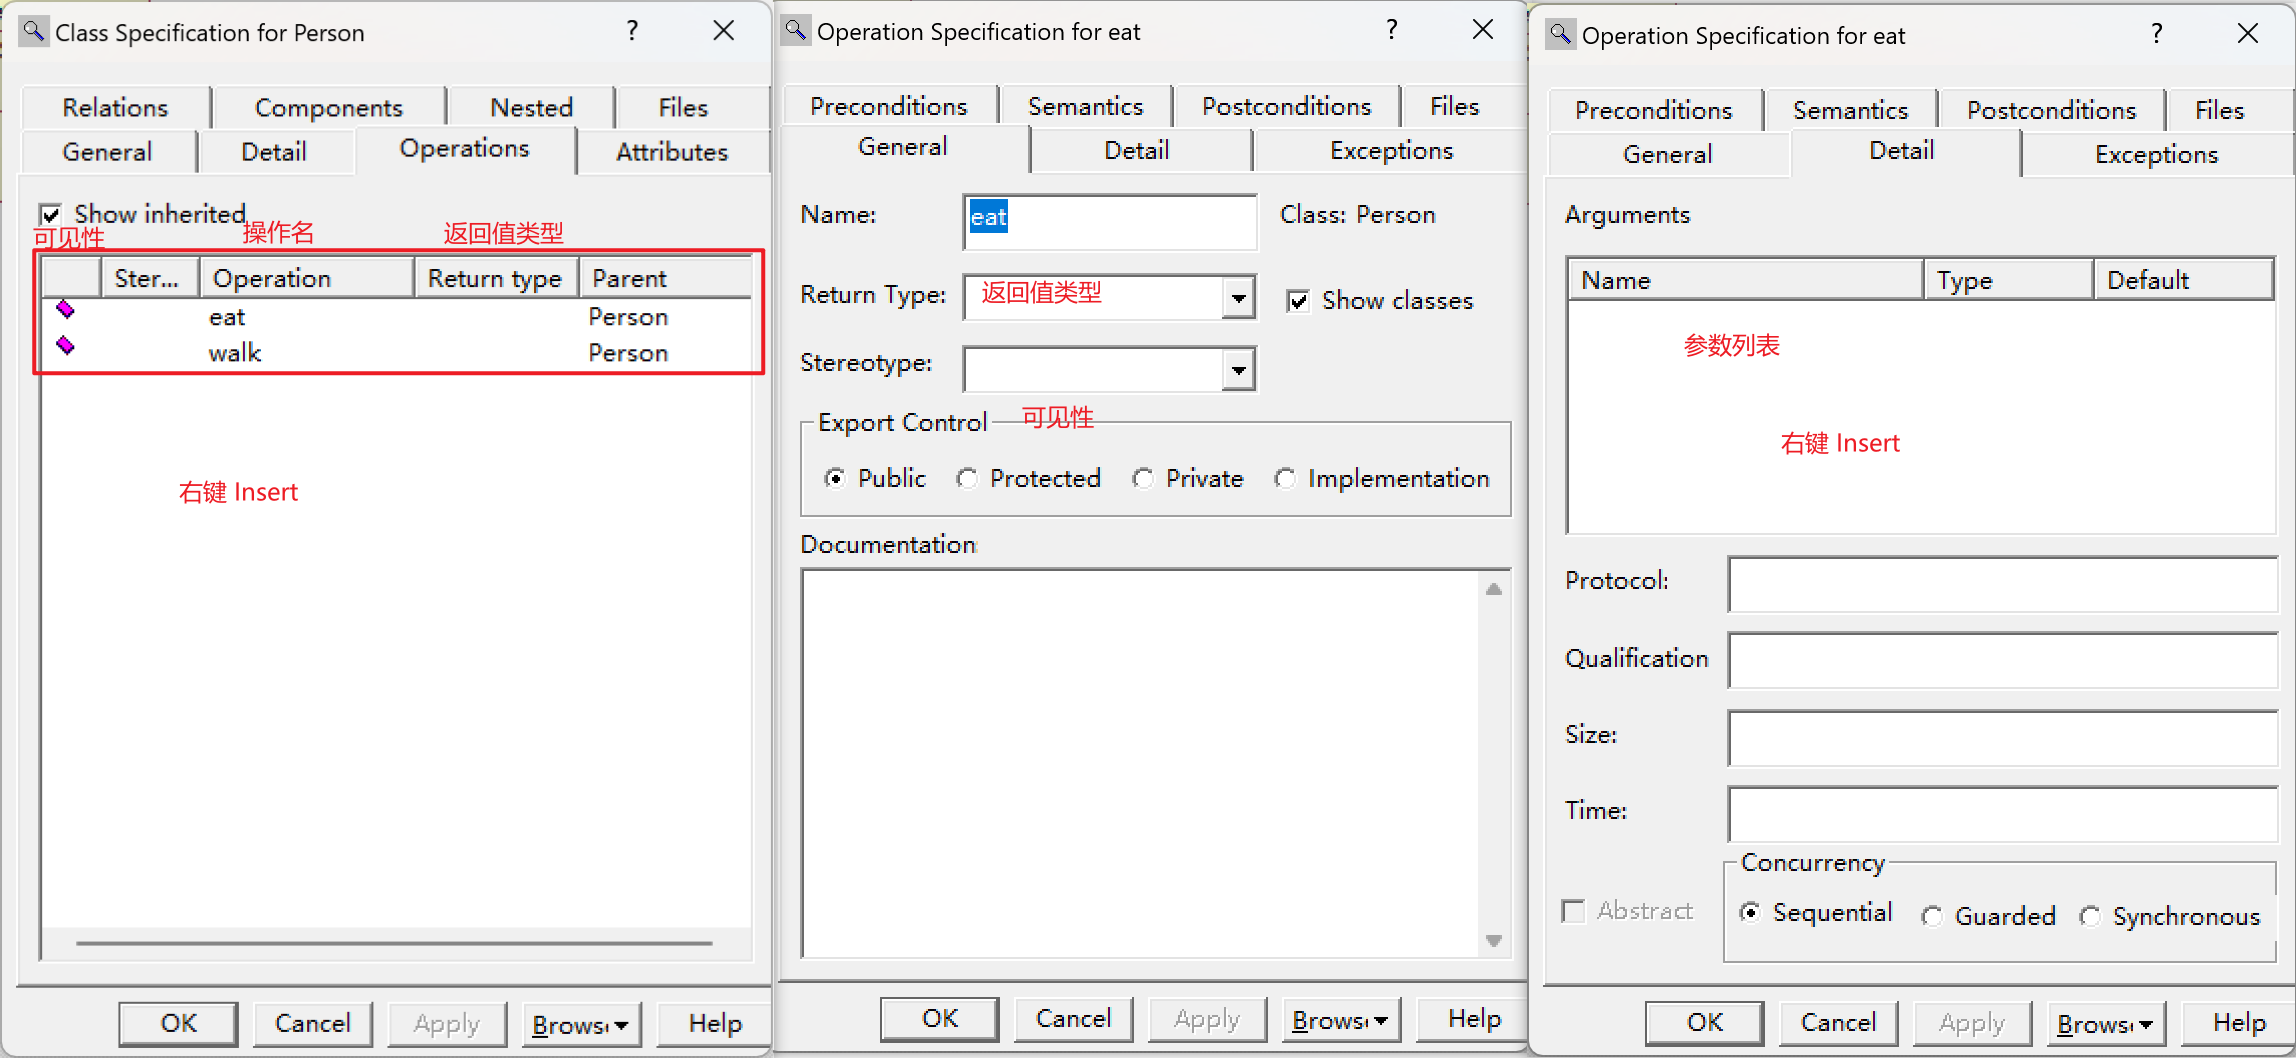 Class Specification for Person
Relations Components Nested Files
General Detail Operations Attributes
Show inherited
可见性 操作名 返回值类型
Ster... Operation Return type Parent
eat Person
walk Person
右键 Insert
OK Cancel Apply Brows Help
Operation Specification for eat
Preconditions Semantics Postconditions Files
General Detail Exceptions
Name: eat Class: Person
Return Type: 返回值类型 Show classes
Stereotype:
Export Control 可见性
Public Protected Private Implementation
Documentation
OK Cancel Apply Brows Help
Operation Specification for eat
Preconditions Semantics Postconditions Files
General Detail Exceptions
Arguments
Name Type Default
参数列表
右键 Insert
Protocol:
Qualification
Size:
Time:
Concurrency
Abstract Sequential Guarded Synchronous
OK Cancel Apply Brows Help